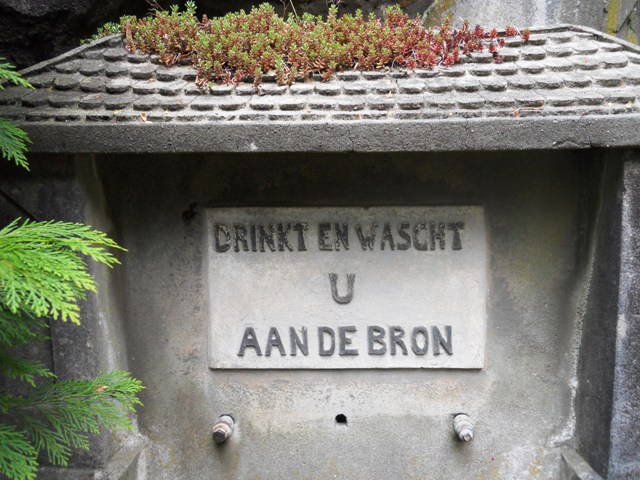 DRINKT EN WASCHT
U
AAN DE BRON